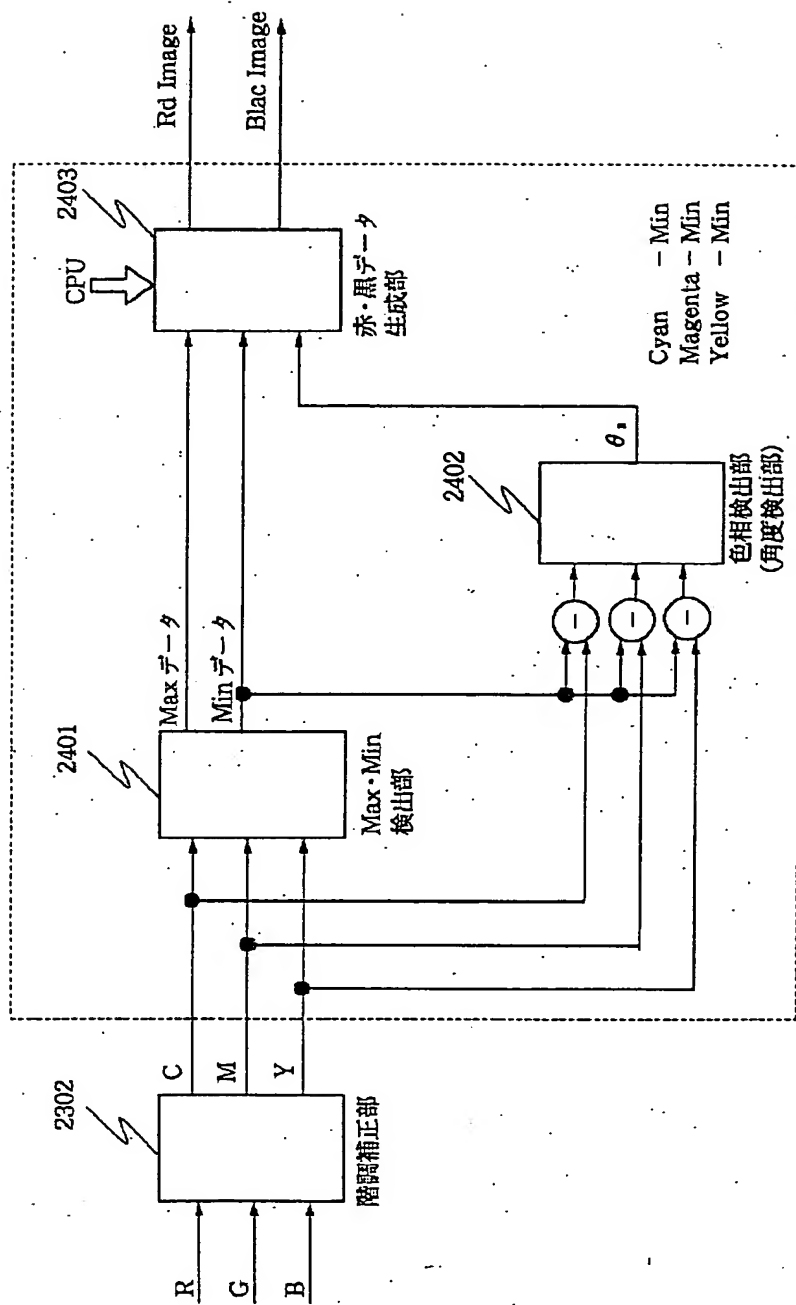 R
G
B
2302
階調補正部
C
M
Y
2401
Max・Min
検出部
Maxデータ
Minデータ
-
-
-
2402
色相検出部
(角度検出部)
CPU
2403
赤・黒データ
生成部
Rd Image
Blac Image
Cyan - Min
Magenta - Min
Yellow - Min